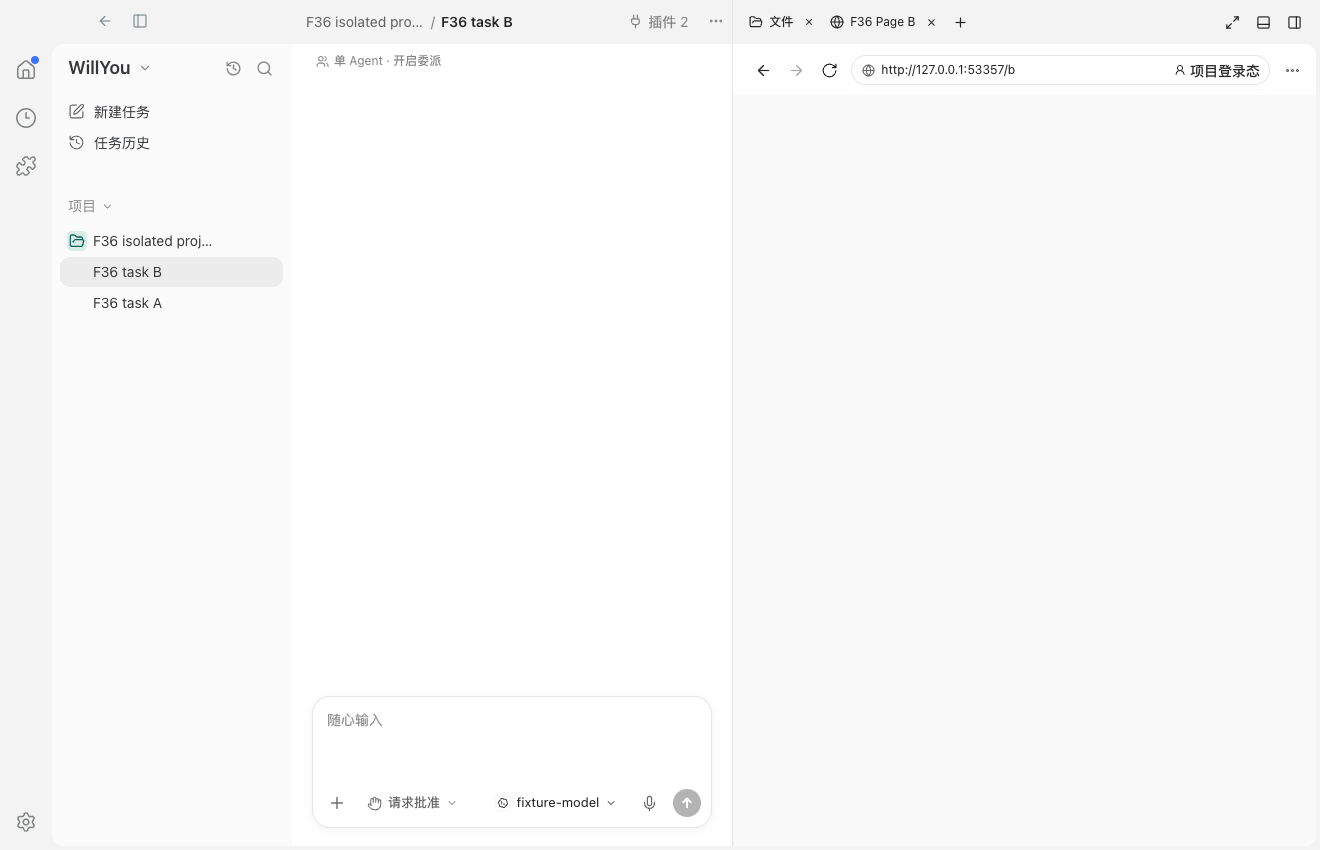 F36 isolated pro... / F36 task B
插件 2
文件
F36 Page B
WillYou
单 Agent · 开启委派
http://127.0.0.1:53357/b
项目登录态
新建任务
任务历史
项目
F36 isolated proj...
F36 task B
F36 task A
随心输入
请求批准
fixture-model